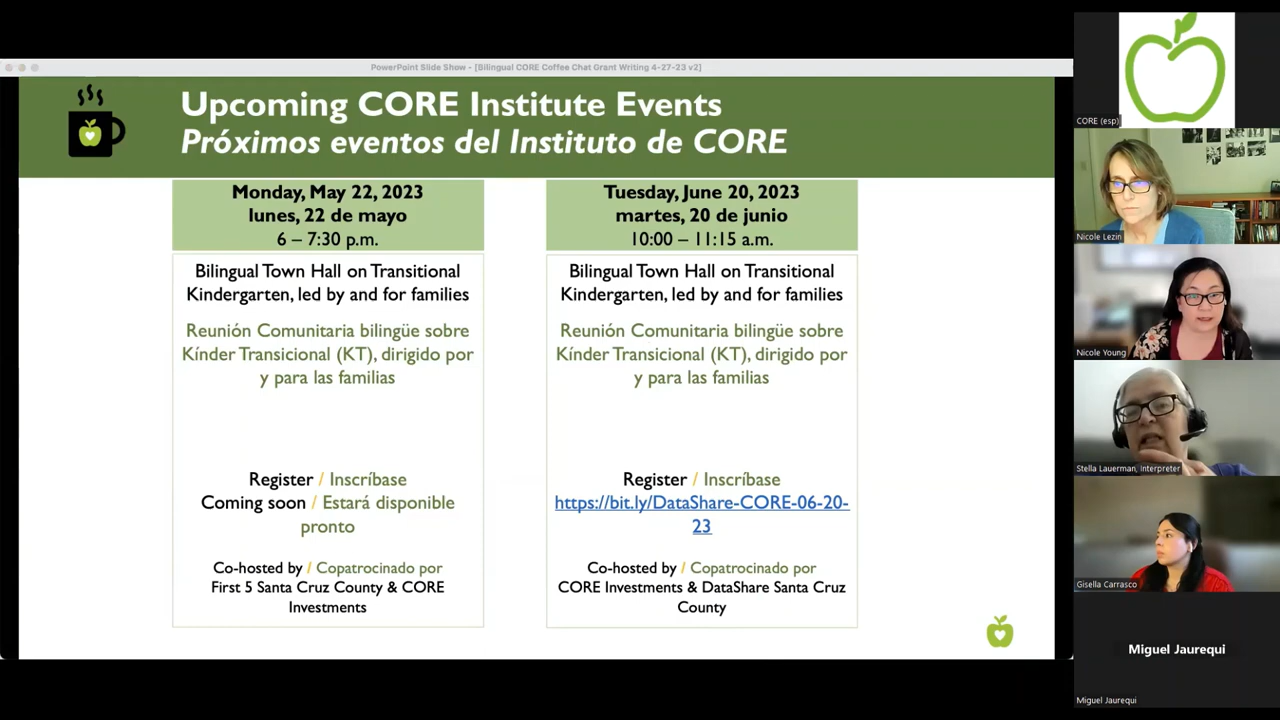 PowerPoint Slide Show - [Bilingual CORE Coffee Chat Grant Writing 4-27-23 v2]
Upcoming CORE Institute Events
Próximos eventos del Instituto de CORE
Monday, May 22, 2023
lunes, 22 de mayo
6 – 7:30 p.m.
Bilingual Town Hall on Transitional
Kindergarten, led by and for families
Reunión Comunitaria bilingüe sobre
Kínder Transicional (KT), dirigido por
y para las familias
Register / Inscríbase
Coming soon / Estará disponible
pronto
Co-hosted by / Copatrocinado por
First 5 Santa Cruz County & CORE
Investments
Tuesday, June 20, 2023
martes, 20 de junio
10:00 – 11:15 a.m.
Bilingual Town Hall on Transitional
Kindergarten, led by and for families
Reunión Comunitaria bilingüe sobre
Kínder Transicional (KT), dirigido por
y para las familias
Register / Inscríbase
https://bit.ly/DataShare-CORE-06-20-
23
Co-hosted by / Copatrocinado por
CORE Investments & DataShare Santa Cruz
County
CORE (esp)
Nicole Lezin
Nicole Young
Stella Lauerman, Interpreter
Gisella Carrasco
Miguel Jaurequi
Miguel Jaurequi